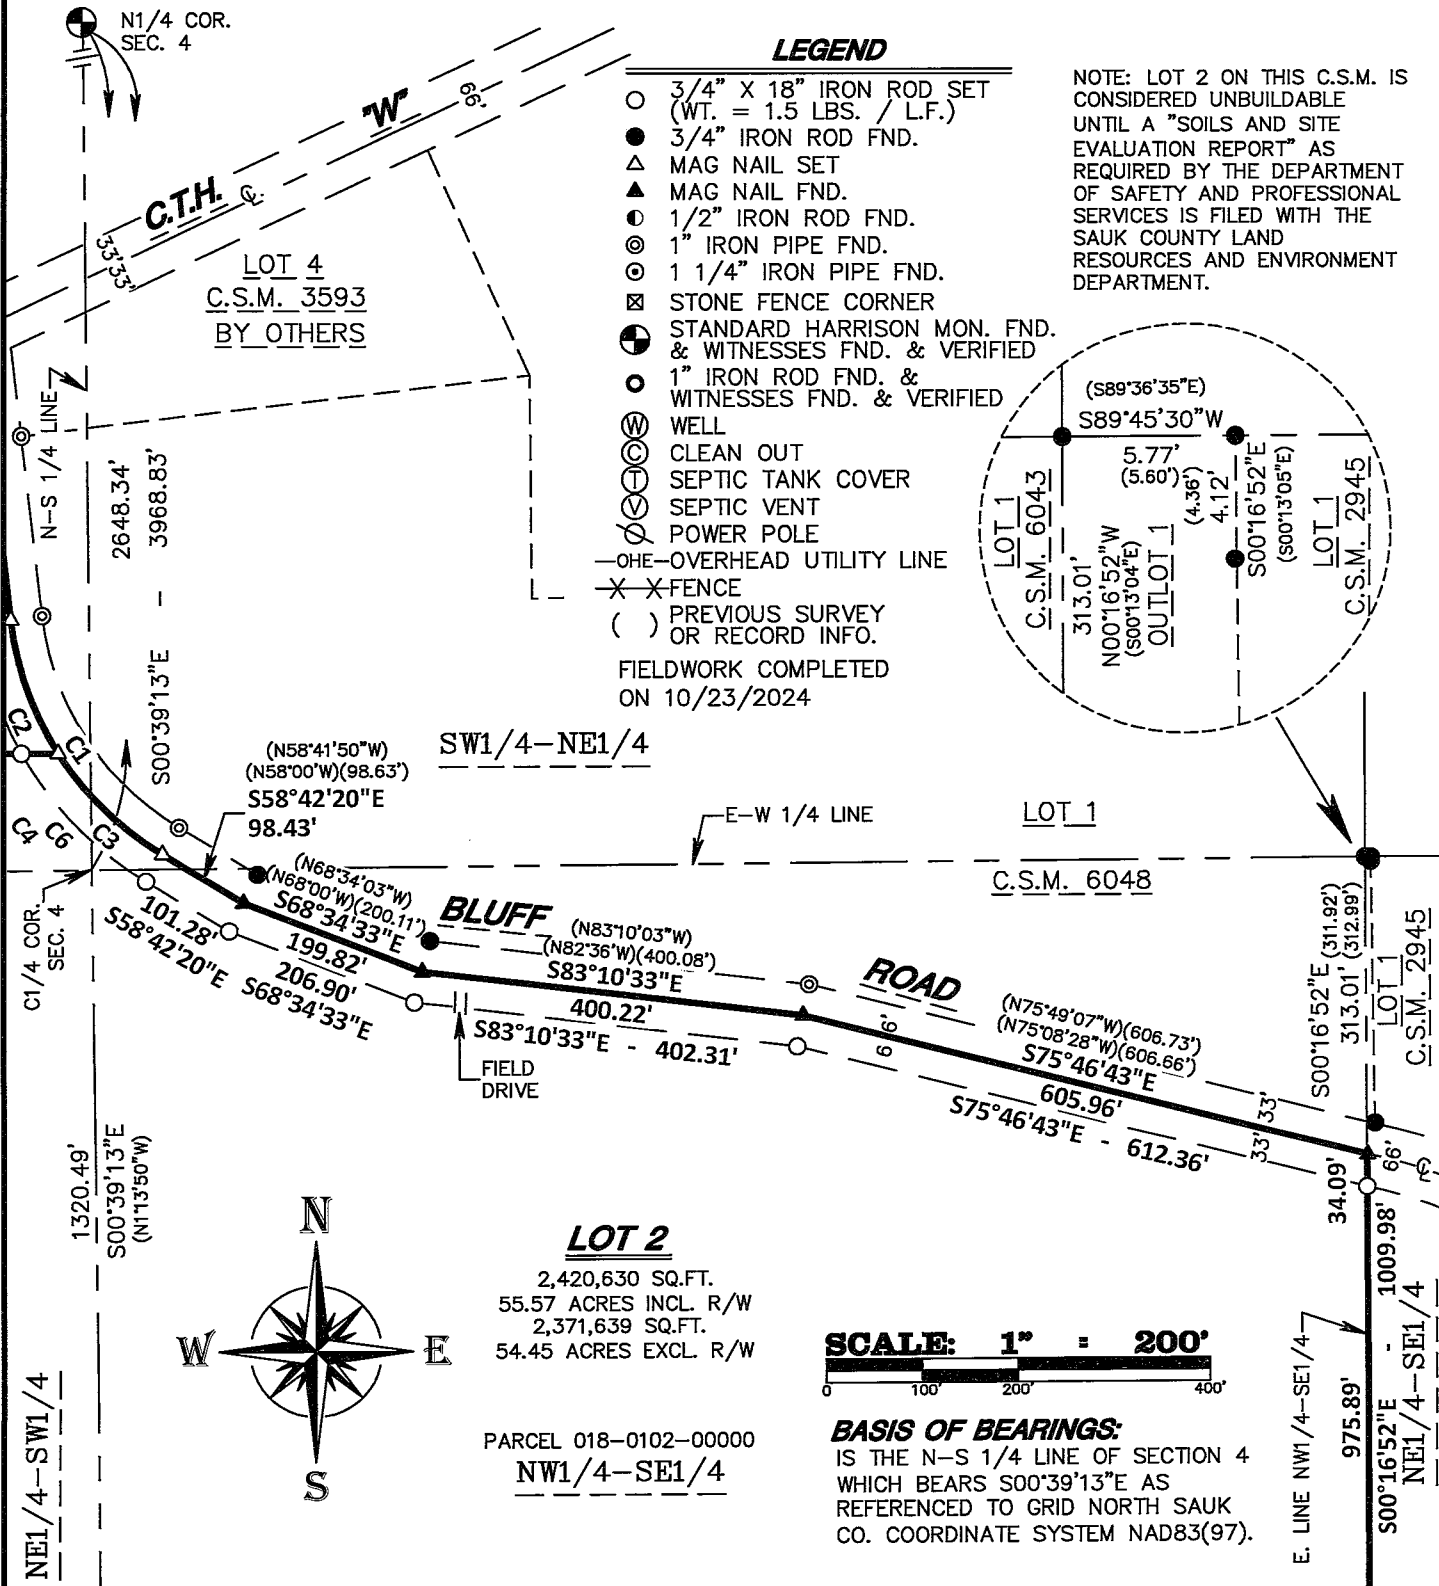 N1/4 COR.
SEC. 4
"W"
66'
C.T.H.
℄
33'
33'
LOT 4
C.S.M. 3593
BY OTHERS
N-S 1/4 LINE
2648.34'
S00°39'13"E - 3968.83'
LEGEND
3/4" X 18" IRON ROD SET
(WT. = 1.5 LBS. / L.F.)
3/4" IRON ROD FND.
MAG NAIL SET
MAG NAIL FND.
1/2" IRON ROD FND.
1" IRON PIPE FND.
1 1/4" IRON PIPE FND.
STONE FENCE CORNER
STANDARD HARRISON MON. FND.
& WITNESSES FND. & VERIFIED
1" IRON ROD FND. &
WITNESSES FND. & VERIFIED
W WELL
C CLEAN OUT
T SEPTIC TANK COVER
V SEPTIC VENT
POWER POLE
OHE OVERHEAD UTILITY LINE
X X FENCE
( ) PREVIOUS SURVEY
OR RECORD INFO.
FIELDWORK COMPLETED
ON 10/23/2024
NOTE: LOT 2 ON THIS C.S.M. IS
CONSIDERED UNBUILDABLE
UNTIL A "SOILS AND SITE
EVALUATION REPORT" AS
REQUIRED BY THE DEPARTMENT
OF SAFETY AND PROFESSIONAL
SERVICES IS FILED WITH THE
SAUK COUNTY LAND
RESOURCES AND ENVIRONMENT
DEPARTMENT.
(S89°36'35"E)
S89°45'30"W
5.77'
(5.60')
(4.36')
4.12'
S00°16'52"E
(S00°13'05"E)
LOT 1
C.S.M. 6043
313.01'
N00°16'52"W
(S00°13'04"E)
OUTLOT 1
LOT 1
C.S.M. 2945
C2
C1
C4
C6
C3
(N58°41'50"W)
(N58°00'W)(98.63')
S58°42'20"E
98.43'
SW1/4-NE1/4
E-W 1/4 LINE
LOT 1
C.S.M. 6048
C1/4 COR.
SEC. 4
101.28'
S58°42'20"E
(N68°34'03"W)
(N68°00'W)(200.11')
S68°34'33"E
199.82'
206.90'
S68°34'33"E
BLUFF
ROAD
(N83°10'03"W)
(N82°36'W)(400.08')
S83°10'33"E
400.22'
S83°10'33"E - 402.31'
FIELD
DRIVE
66'
(N75°49'07"W)(606.73')
(N75°08'28"W)(606.66')
S75°46'43"E
605.96'
S75°46'43"E - 612.36'
33'
33'
S00°16'52"E (311.92')
313.01' (312.99')
LOT 1
C.S.M. 2945
66'
℄
34.09'
1320.49'
S00°39'13"E
(N1°13'50"W)
N
W
E
S
LOT 2
2,420,630 SQ.FT.
55.57 ACRES INCL. R/W
2,371,639 SQ.FT.
54.45 ACRES EXCL. R/W
PARCEL 018-0102-00000
NW1/4-SE1/4
NE1/4-SW1/4
SCALE: 1" = 200'
0 100' 200' 400'
BASIS OF BEARINGS:
IS THE N-S 1/4 LINE OF SECTION 4
WHICH BEARS S00°39'13"E AS
REFERENCED TO GRID NORTH SAUK
CO. COORDINATE SYSTEM NAD83(97).
E. LINE NW1/4-SE1/4
975.89'
S00°16'52"E - 1009.98'
NE1/4-SE1/4